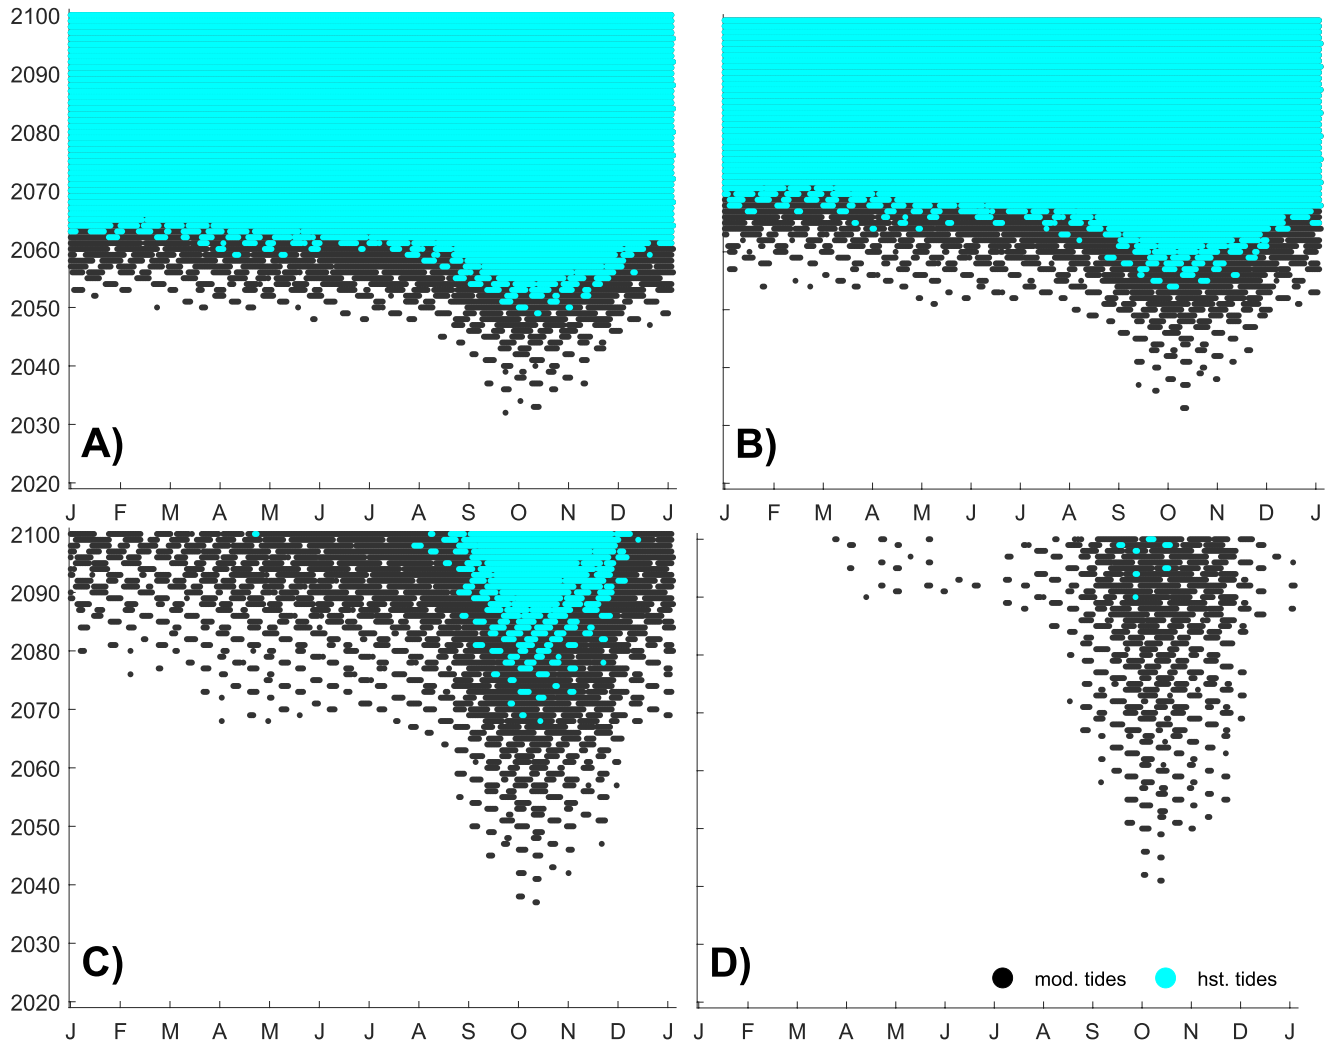 2100
2090
2080
2070
2060
2050
2040
2030
2020
A)
J F M A M J J A S O N D J
B)
J F M A M J J A S O N D J
2100
2090
2080
2070
2060
2050
2040
2030
2020
C)
J F M A M J J A S O N D J
D)
mod. tides hst. tides
J F M A M J J A S O N D J